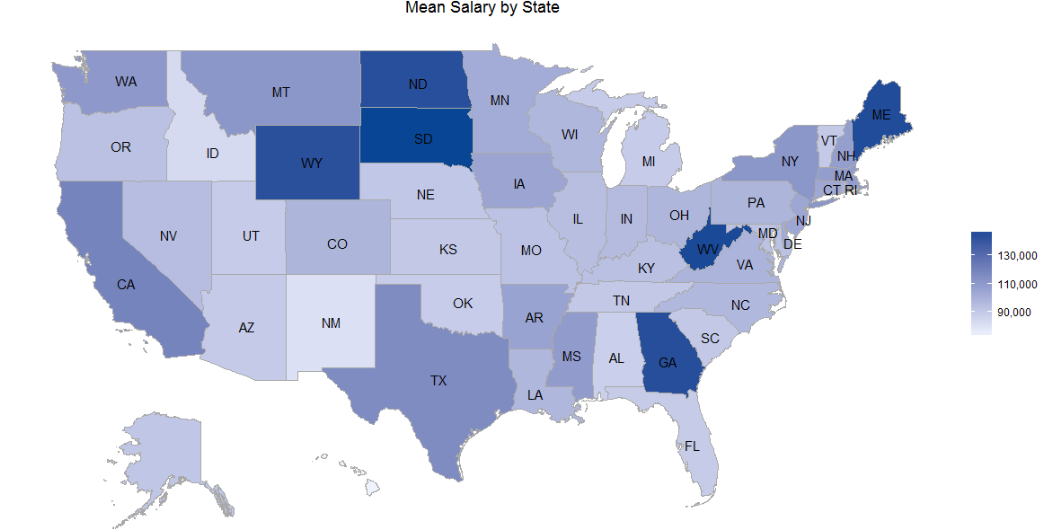 Mean Salary by State
WA
MT
ND
MN
ME
OR
ID
WY
SD
WI
MI
VT
NH
NY
MA
CT RI
NE
IA
PA
NJ
NV
UT
CO
KS
MO
IL
IN
OH
MD
DE
WV
VA
KY
CA
AZ
NM
OK
AR
TN
NC
SC
TX
LA
MS
AL
GA
FL
130,000
110,000
90,000